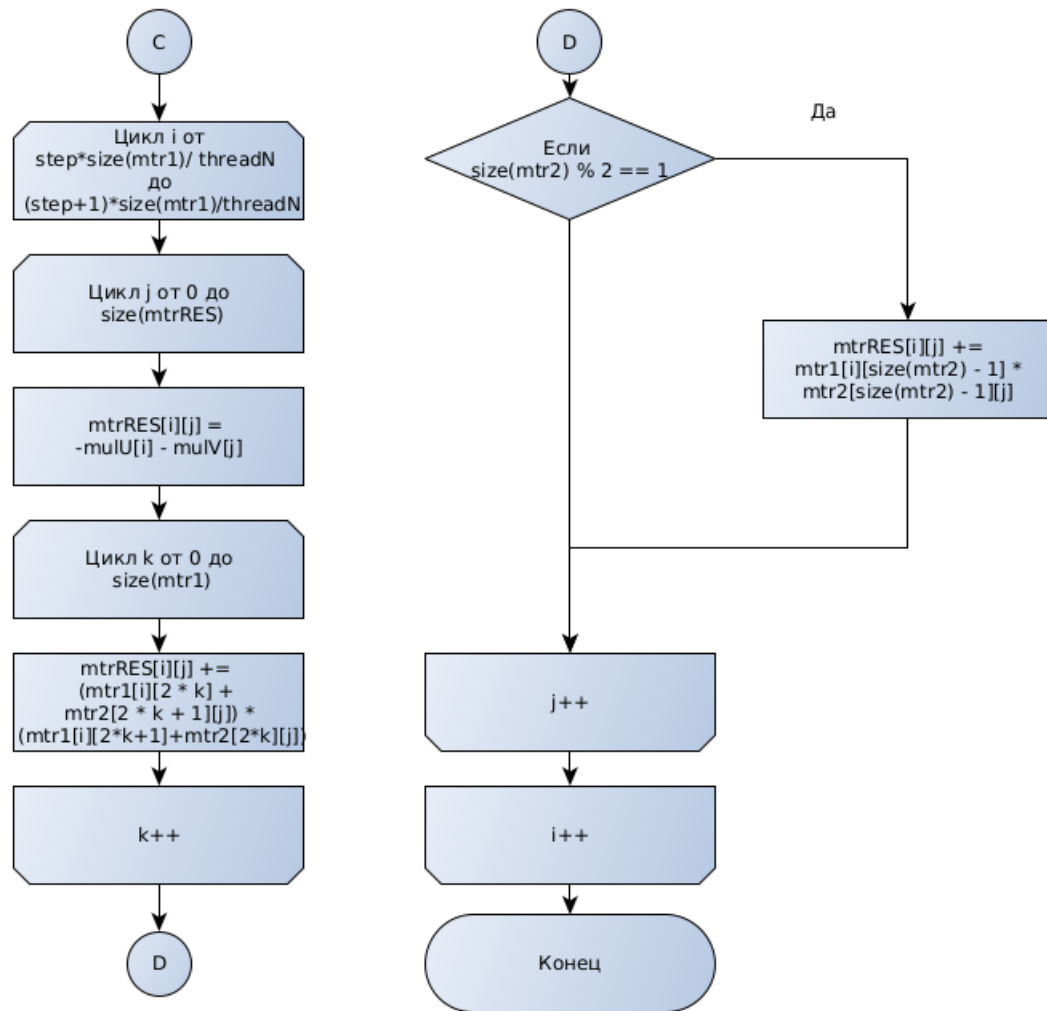 C
Цикл i от
step*size(mtr1)/ threadN
до
(step+1)*size(mtr1)/threadN
Цикл j от 0 до
size(mtrRES)
mtrRES[i][j] =
-mulU[i] - mulV[j]
Цикл k от 0 до
size(mtr1)
mtrRES[i][j] +=
(mtr1[i][2 * k] +
mtr2[2 * k + 1][j]) *
(mtr1[i][2*k+1]+mtr2[2*k][j])
k++
D
D
Если
size(mtr2) % 2 == 1
Да
mtrRES[i][j] +=
mtr1[i][size(mtr2) - 1] *
mtr2[size(mtr2) - 1][j]
j++
i++
Конец